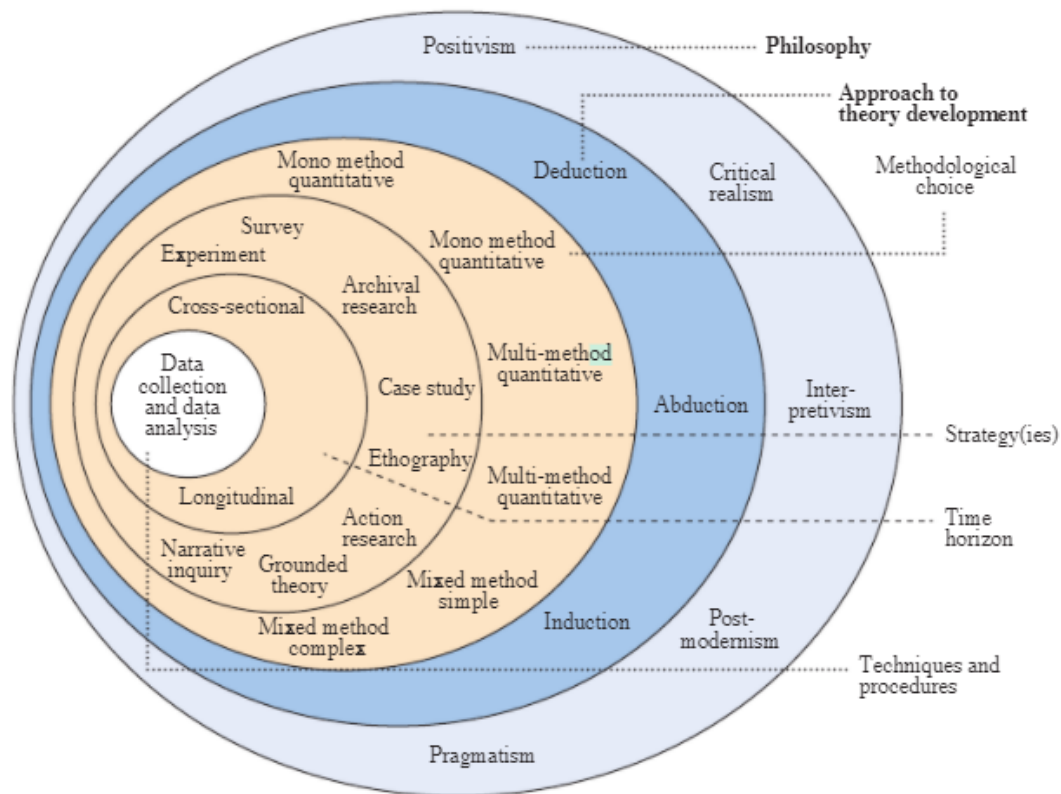 Positivism
Philosophy
Approach to
theory development
Mono method
quantitative
Deduction
Critical
realism
Methodological
choice
Survey
Experiment
Mono method
quantitative
Archival
research
Cross-sectional
Data
collection
and data
analysis
Multi-method
quantitative
Case study
Abduction
Inter-
pretivism
Strategy(ies)
Ethography
Multi-method
quantitative
Longitudinal
Action
research
Time
horizon
Narrative
inquiry
Grounded
theory
Mixed method
simple
Mixed method
complex
Induction
Post-
modernism
Techniques and
procedures
Pragmatism